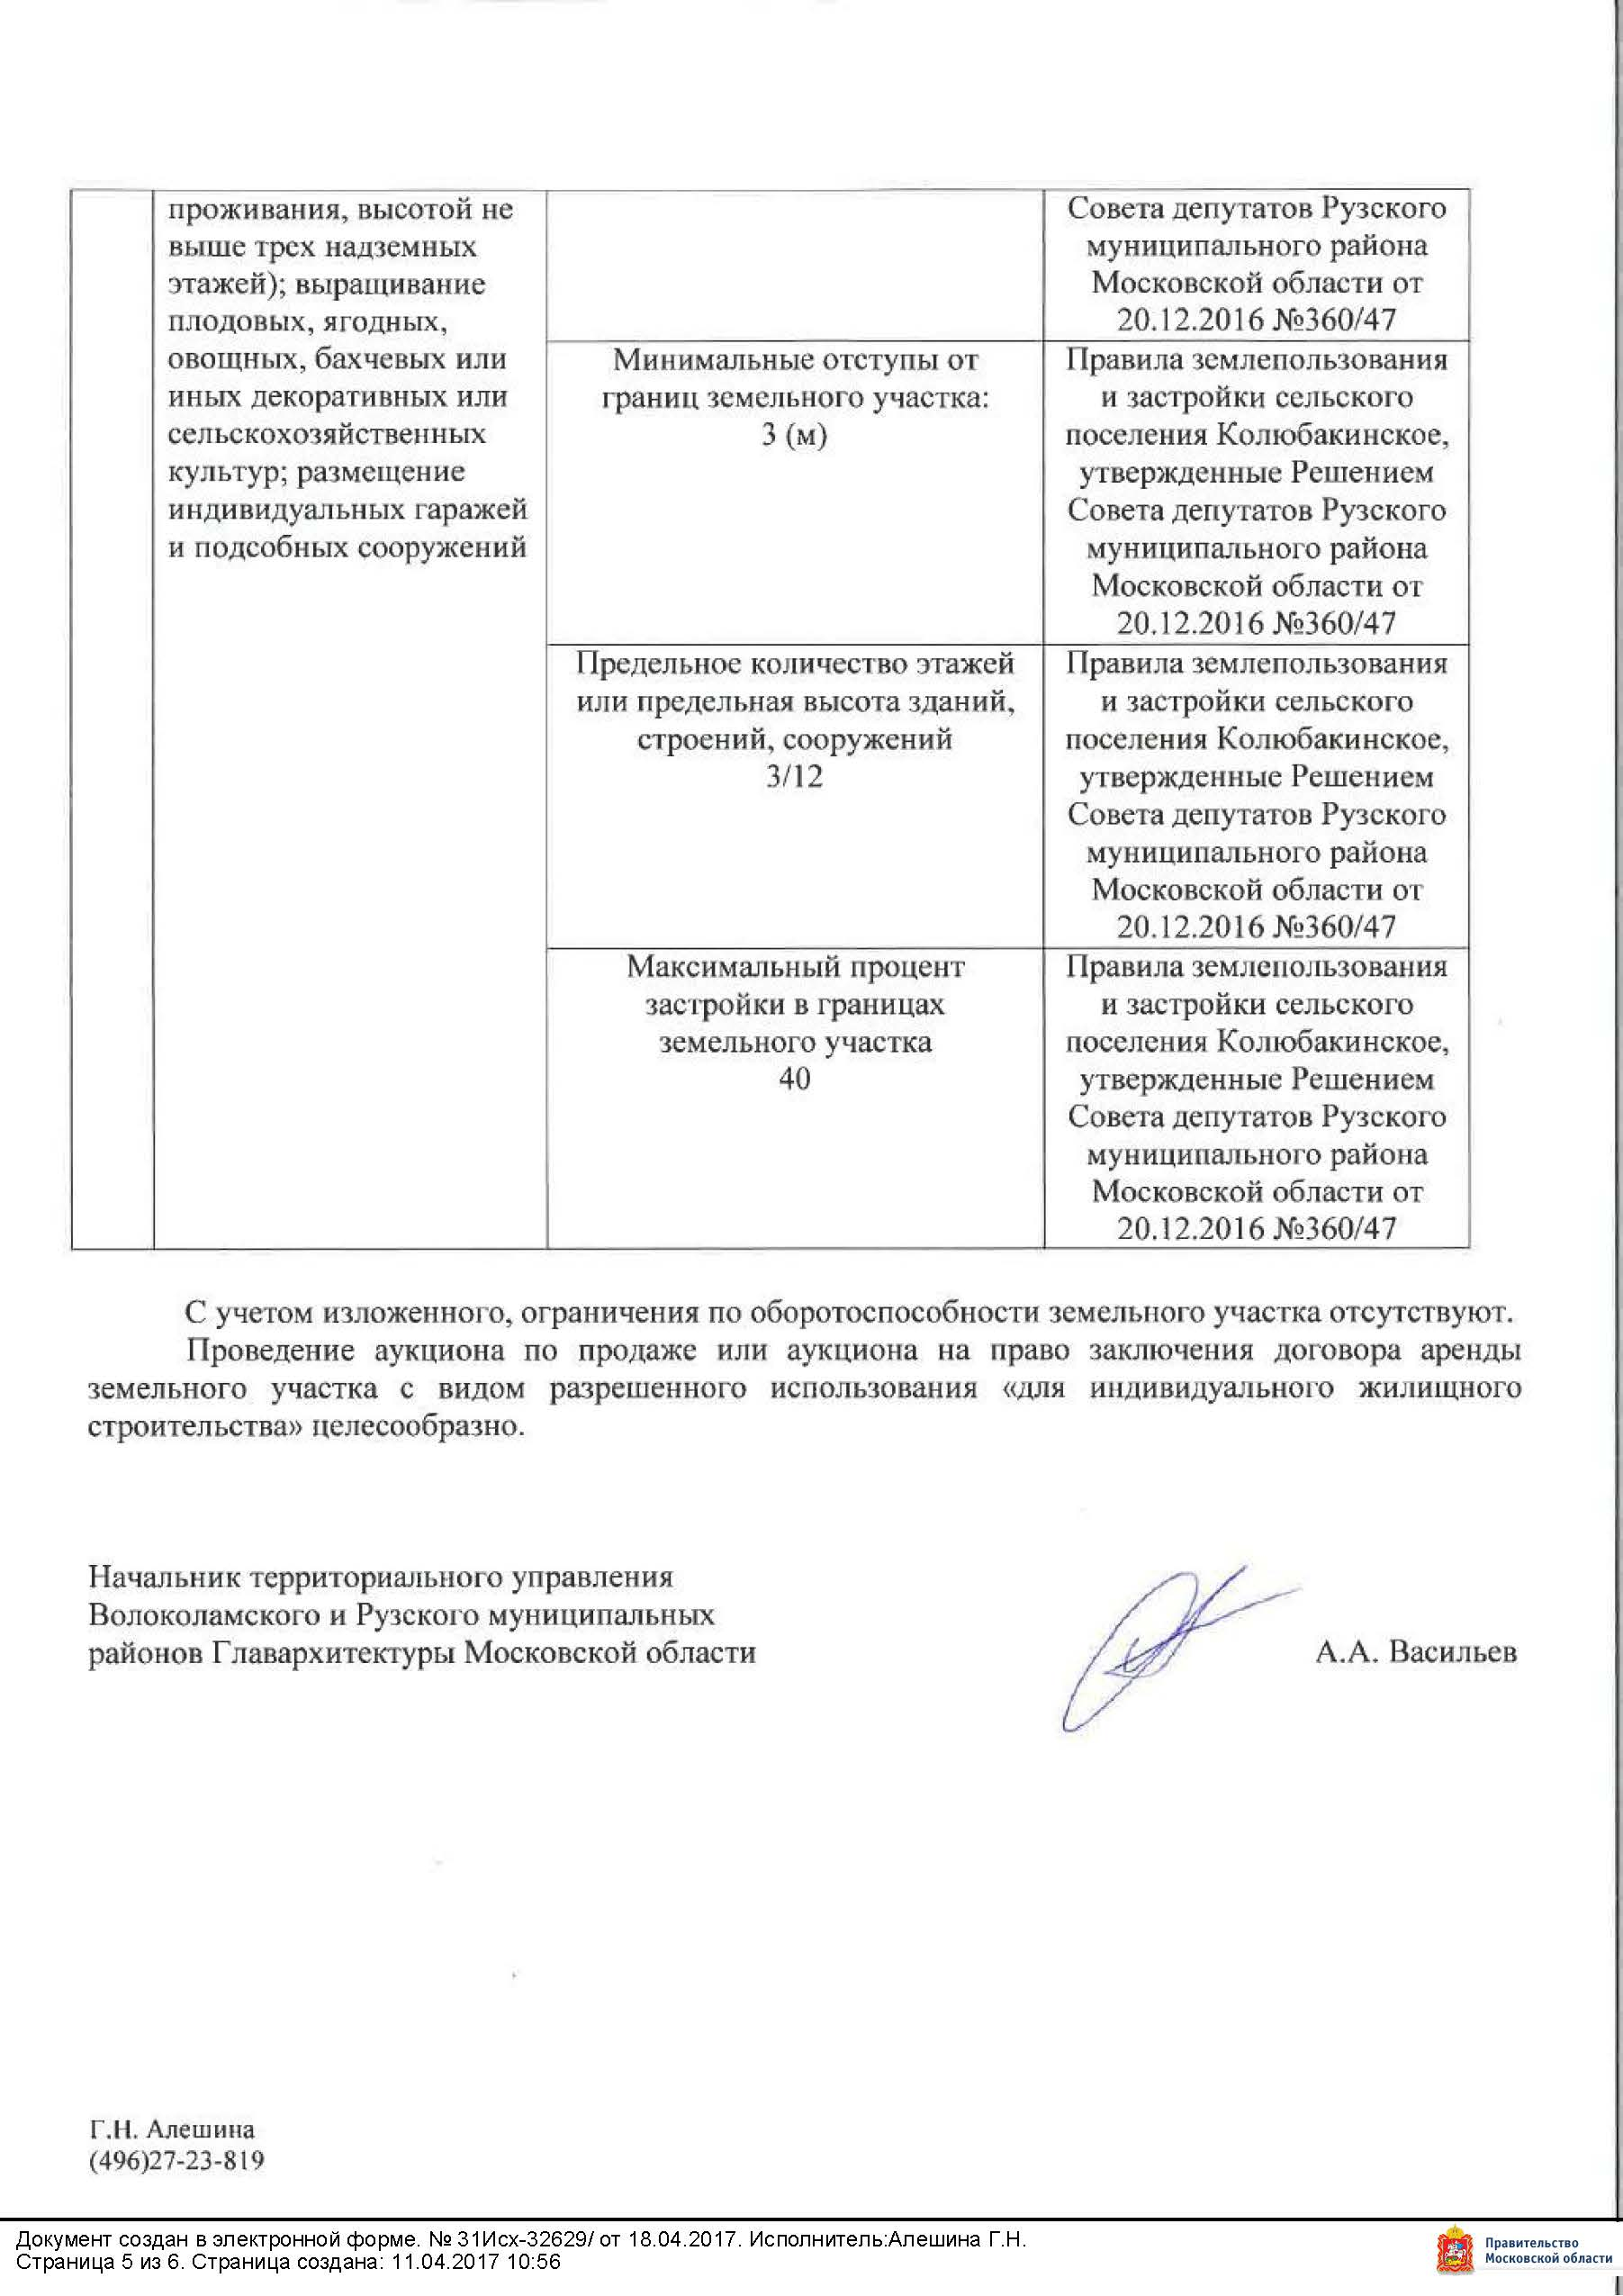 проживания, высотой не
выше трех надземных
этажей); выращивание
плодовых, ягодных,
овощных, бахчевых или
иных декоративных или
сельскохозяйственных
культур; размещение
индивидуальных гаражей
и подсобных сооружений
Совета депутатов Рузского
муниципального района
Московской области от
20.12.2016 №360/47
Минимальные отступы от
границ земельного участка:
3 (м)
Правила землепользования
и застройки сельского
поселения Колюбакинское,
утвержденные Решением
Совета депутатов Рузского
муниципального района
Московской области от
20.12.2016 №360/47
Предельное количество этажей
или предельная высота зданий,
строений, сооружений
3/12
Правила землепользования
и застройки сельского
поселения Колюбакинское,
утвержденные Решением
Совета депутатов Рузского
муниципального района
Московской области от
20.12.2016 №360/47
Максимальный процент
застройки в границах
земельного участка
40
Правила землепользования
и застройки сельского
поселения Колюбакинское,
утвержденные Решением
Совета депутатов Рузского
муниципального района
Московской области от
20.12.2016 №360/47
С учетом изложенного, ограничения по оборотоспособности земельного участка отсутствуют.
Проведение аукциона по продаже или аукциона на право заключения договора аренды
земельного участка с видом разрешенного использования «для индивидуального жилищного
строительства» целесообразно.
Начальник территориального управления
Волоколамского и Рузского муниципальных
районов Главархитектуры Московской области
А.А. Васильев
Г.Н. Алешина
(496)27-23-819
Документ создан в электронной форме. № 31Исх-32629/ от 18.04.2017. Исполнитель:Алешина Г.Н.
Страница 5 из 6. Страница создана: 11.04.2017 10:56
Правительство
Московской области